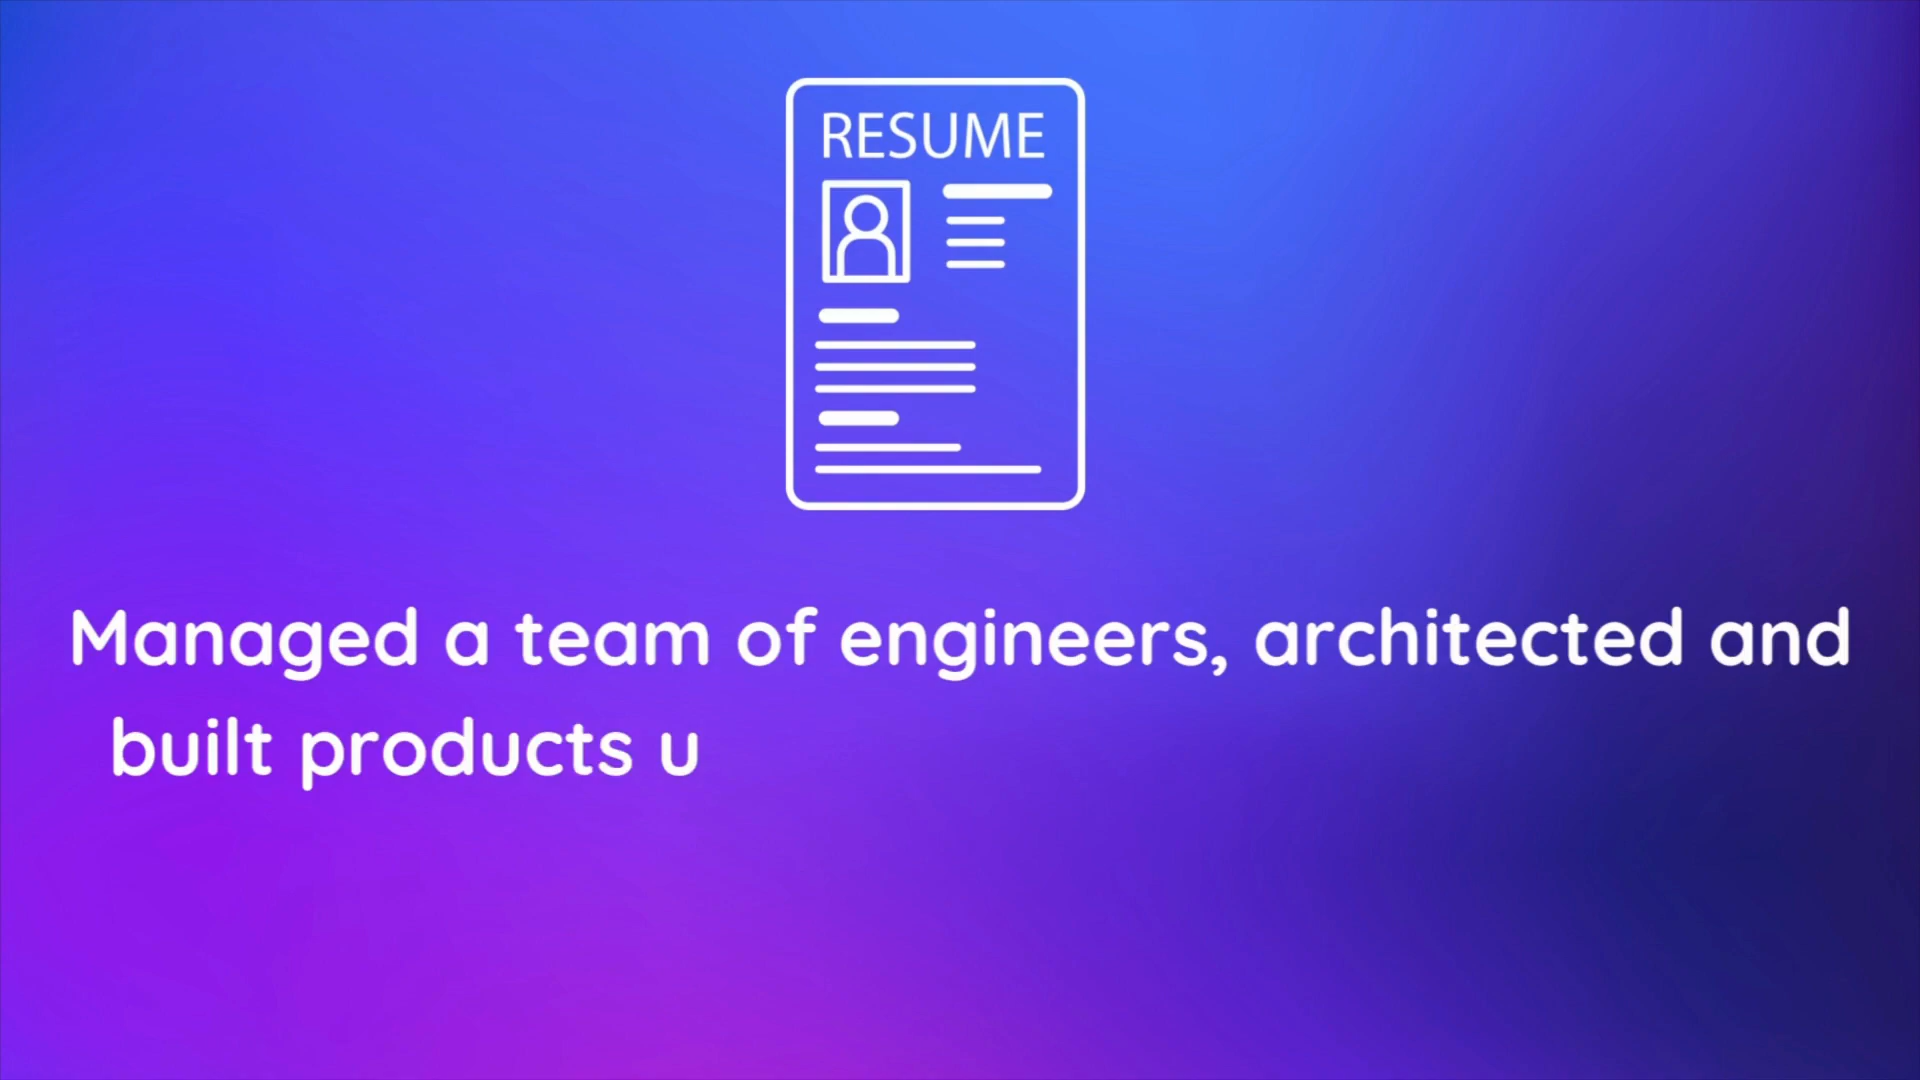 RESUME
Managed a team of engineers, architected and
built products u